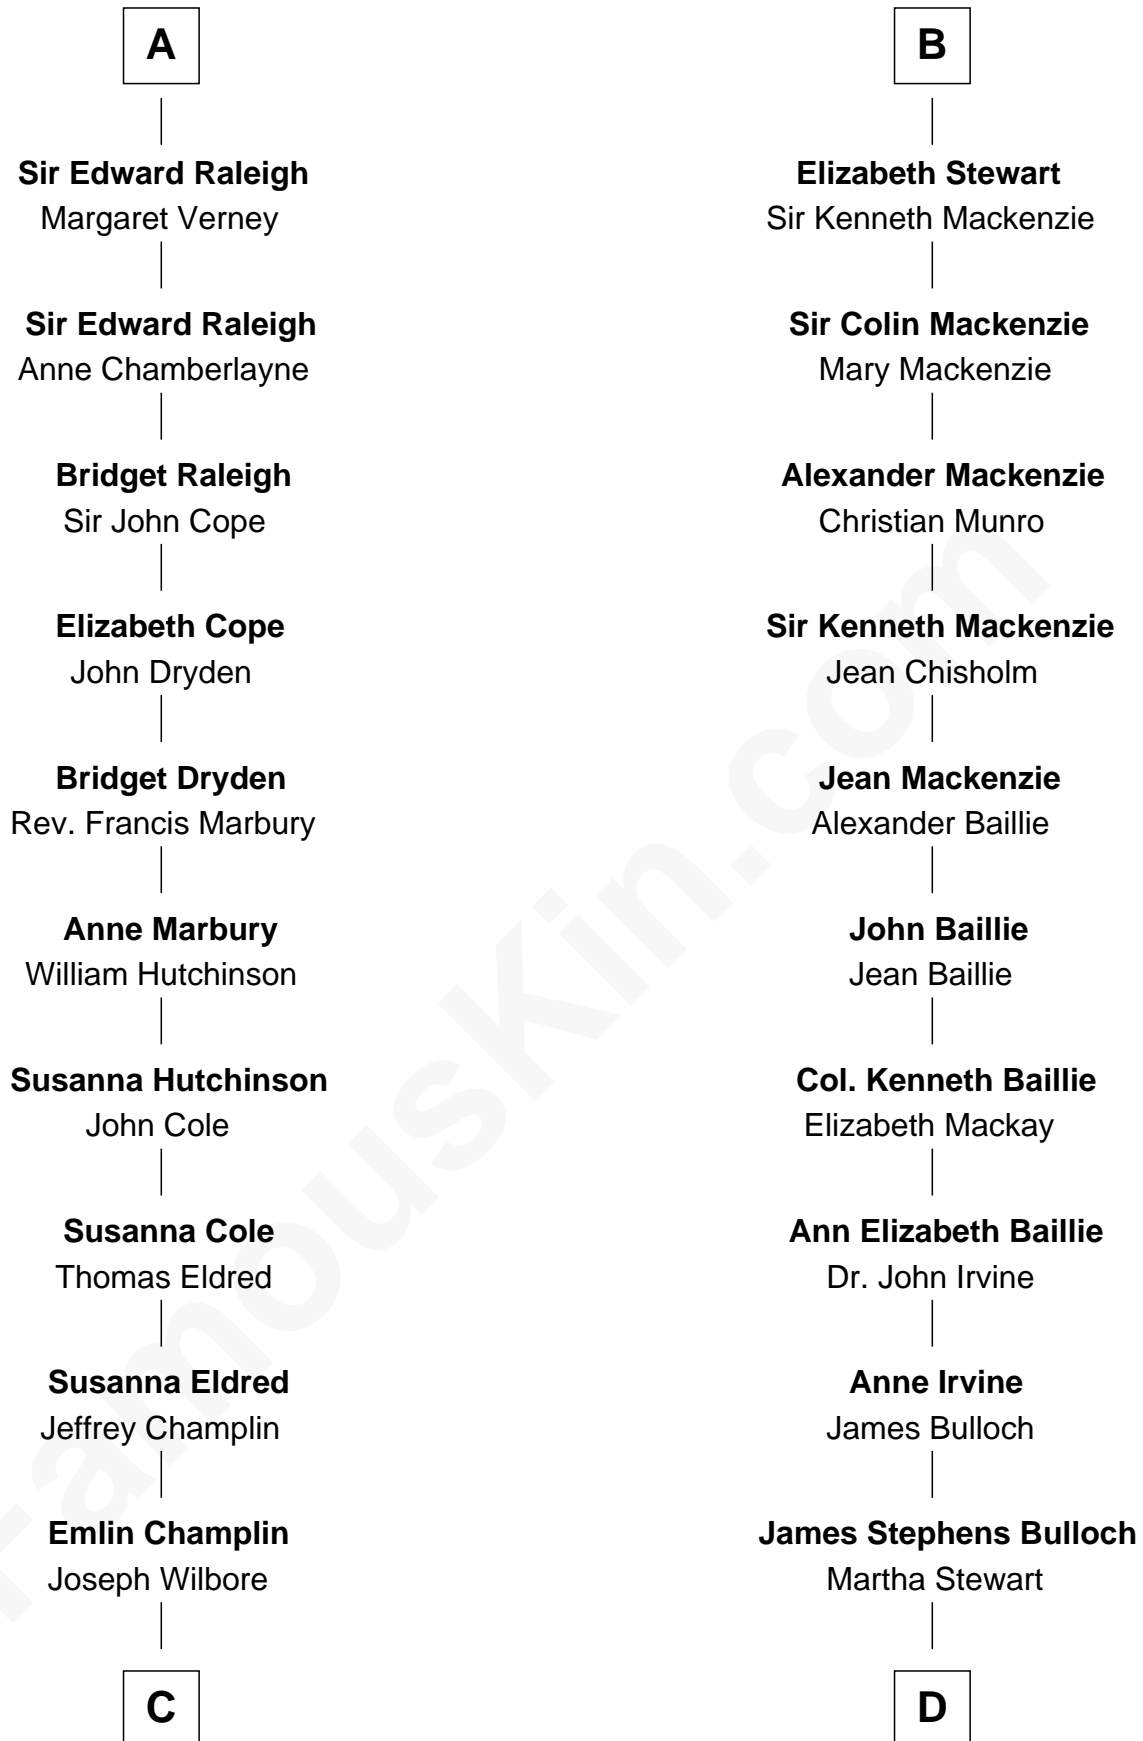 A
Sir Edward Raleigh
Margaret Verney
Sir Edward Raleigh
Anne Chamberlayne
Bridget Raleigh
Sir John Cope
Elizabeth Cope
John Dryden
Bridget Dryden
Rev. Francis Marbury
Anne Marbury
William Hutchinson
Susanna Hutchinson
John Cole
Susanna Cole
Thomas Eldred
Susanna Eldred
Jeffrey Champlin
Emlin Champlin
Joseph Wilbore
C
B
Elizabeth Stewart
Sir Kenneth Mackenzie
Sir Colin Mackenzie
Mary Mackenzie
Alexander Mackenzie
Christian Munro
Sir Kenneth Mackenzie
Jean Chisholm
Jean Mackenzie
Alexander Baillie
John Baillie
Jean Baillie
Col. Kenneth Baillie
Elizabeth Mackay
Ann Elizabeth Baillie
Dr. John Irvine
Anne Irvine
James Bulloch
James Stephens Bulloch
Martha Stewart
D
FamousKin.com